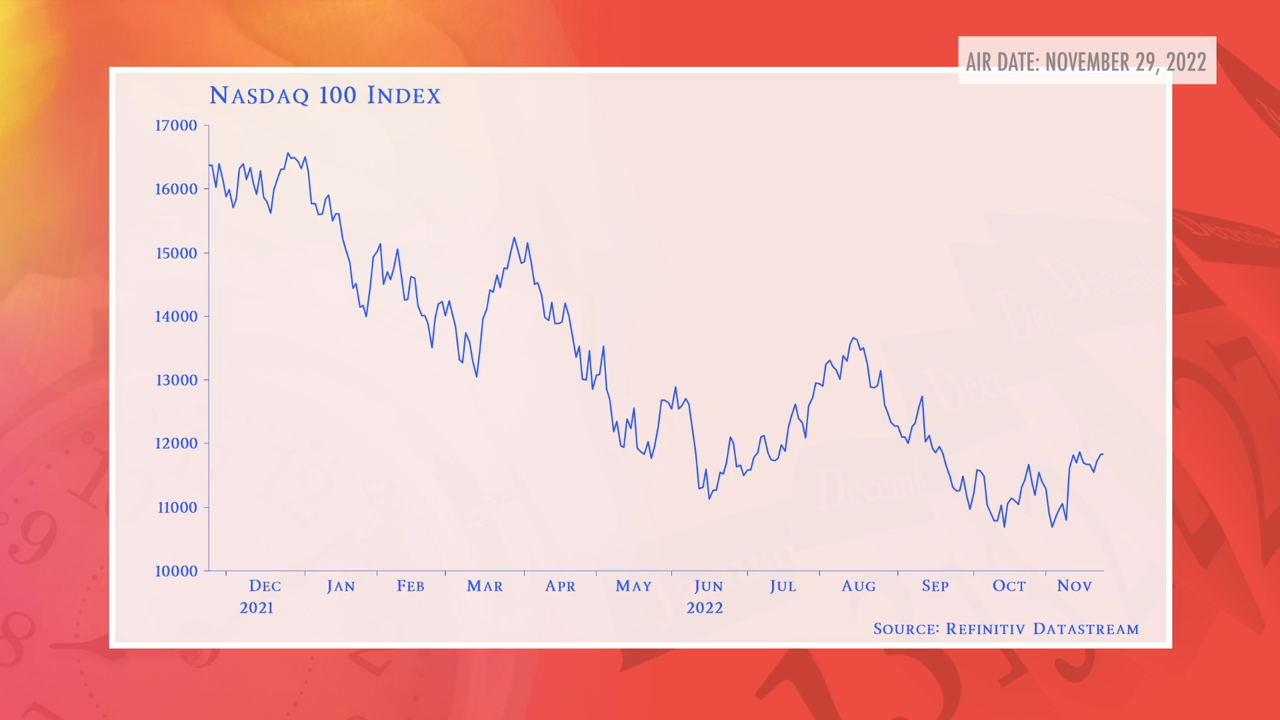 AIR DATE: NOVEMBER 29, 2022
NASDAQ 100 INDEX
17000
16000
15000
14000
13000
12000
11000
10000
DEC JAN FEB MAR APR MAY JUN JUL AUG SEP OCT NOV
2021 2022
SOURCE: REFINITIV DATASTREAM